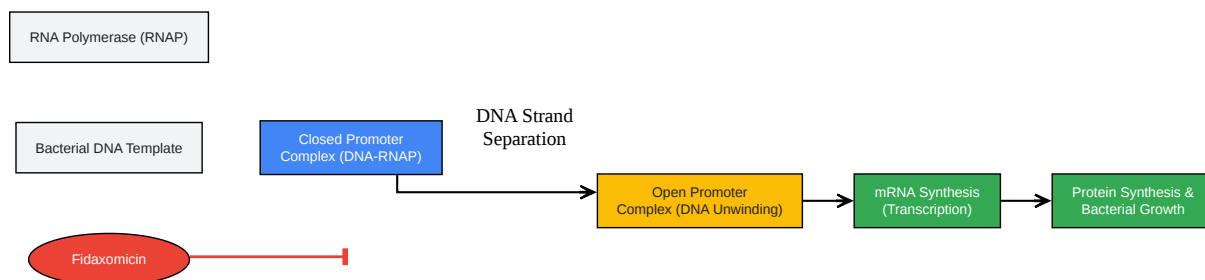 RNA Polymerase (RNAP)
Bacterial DNA Template
Closed Promoter
Complex (DNA-RNAP)
DNA Strand
Separation
Open Promoter
Complex (DNA Unwinding)
mRNA Synthesis
(Transcription)
Protein Synthesis &
Bacterial Growth
Fidaxomicin